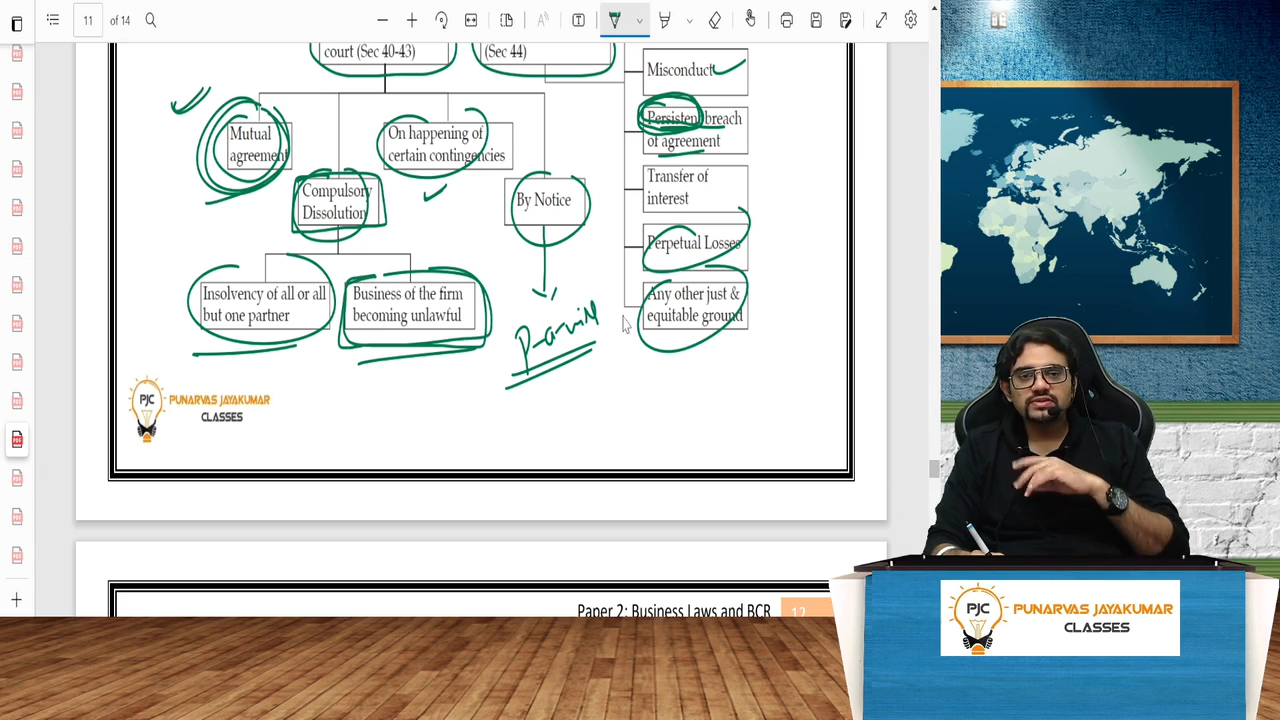 11
of 14
court (Sec 40-43)
(Sec 44)
Misconduct
Mutual
agreement
On happening of
certain contingencies
Persisten breach
of agreement
Compulsory
Dissolution
By Notice
Transfer of
interest
Perpetual Losses
Insolvency of all or all
but one partner
Business of the firm
becoming unlawful
Any other just &
equitable ground
P-a-will
PJC
PUNARVAS JAYAKUMAR
CLASSES
Paper 2: Business Laws and BCR
12
PJC
PUNARVAS JAYAKUMAR
CLASSES